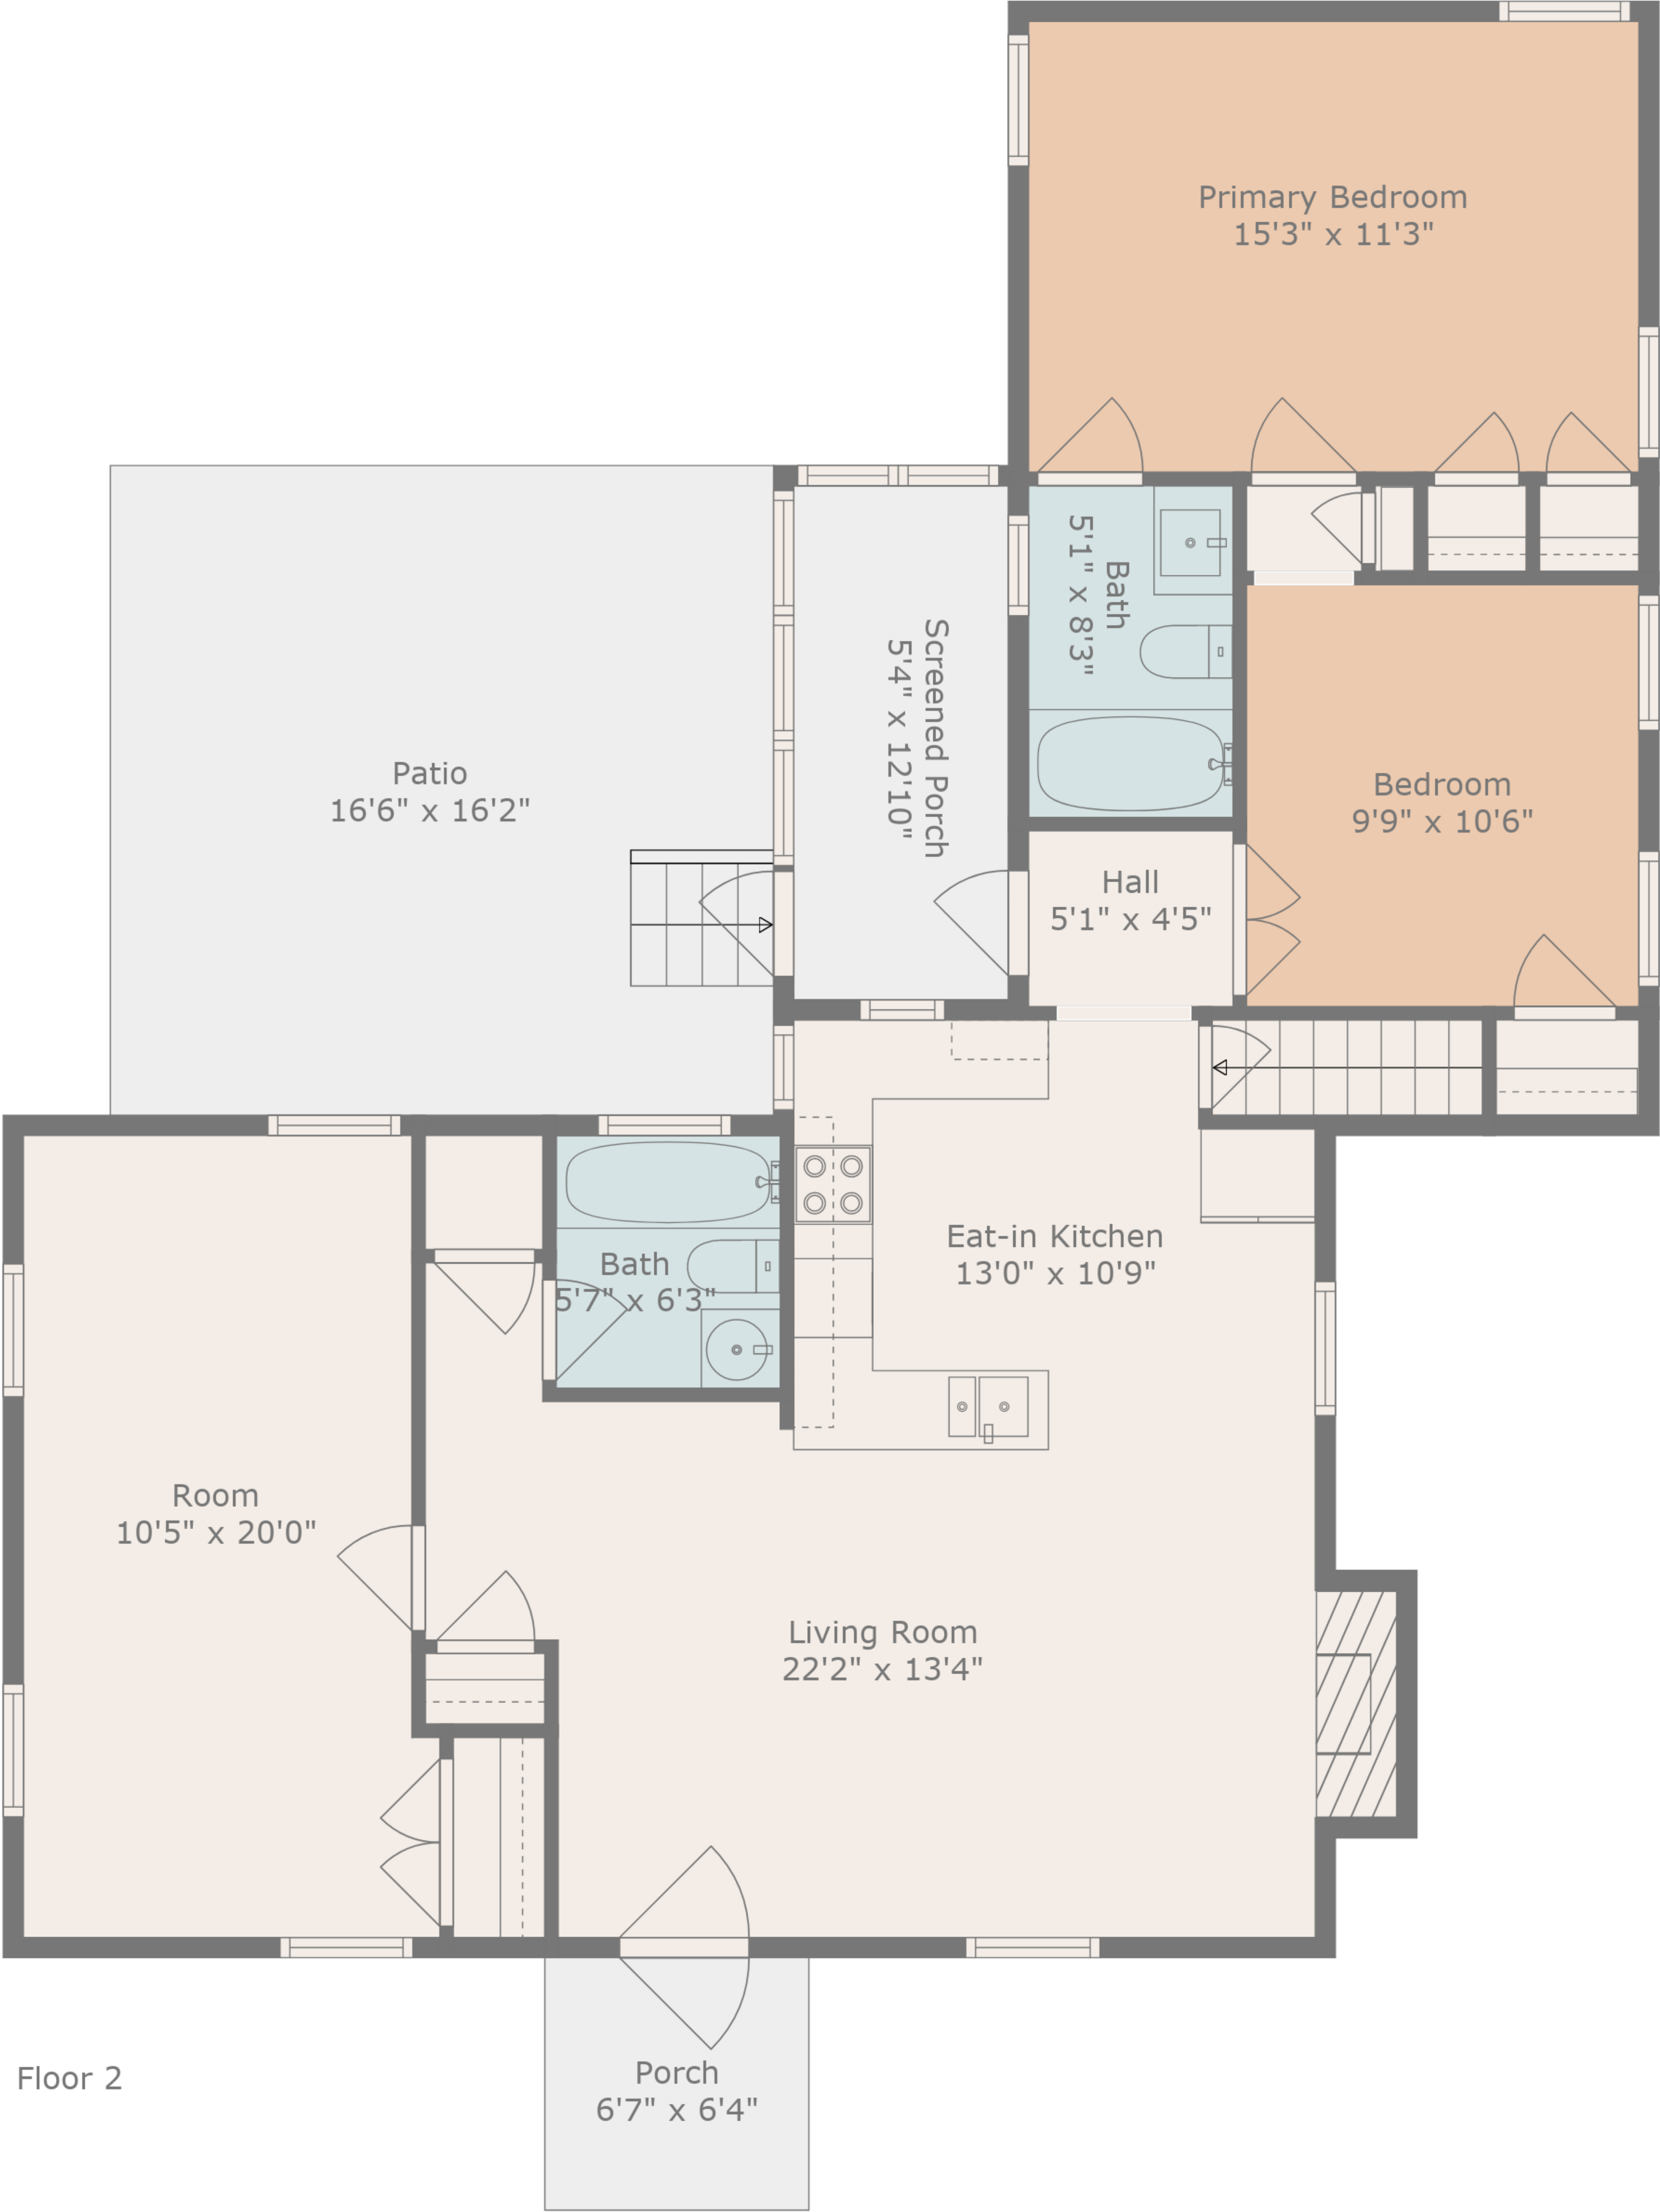 Primary Bedroom
15'3" x 11'3"
Bath
5'1" x 8'3"
Screened Porch
5'4" x 12'10"
Patio
16'6" x 16'2"
Bedroom
9'9" x 10'6"
Hall
5'1" x 4'5"
Eat-in Kitchen
13'0" x 10'9"
Bath
5'7" x 6'3"
Room
10'5" x 20'0"
Living Room
22'2" x 13'4"
Porch
6'7" x 6'4"
Floor 2